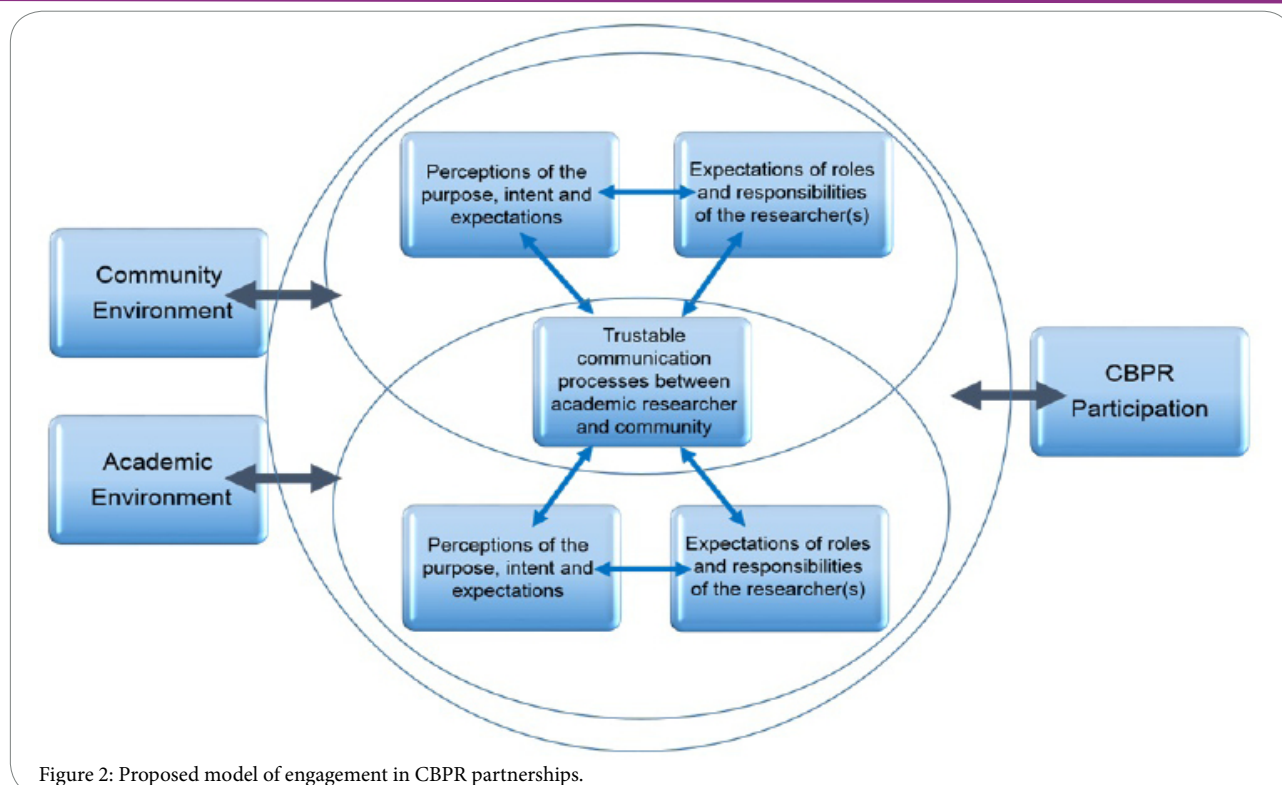 Perceptions of the
purpose, intent and
expectations
Expectations of roles
and responsibilities
of the researcher(s)
Community
Environment
Trustable
communication
processes between
academic researcher
and community
CBPR
Participation
Academic
Environment
Perceptions of the
purpose, intent and
expectations
Expectations of roles
and responsibilities
of the researcher(s)
Figure 2: Proposed model of engagement in CBPR partnerships.